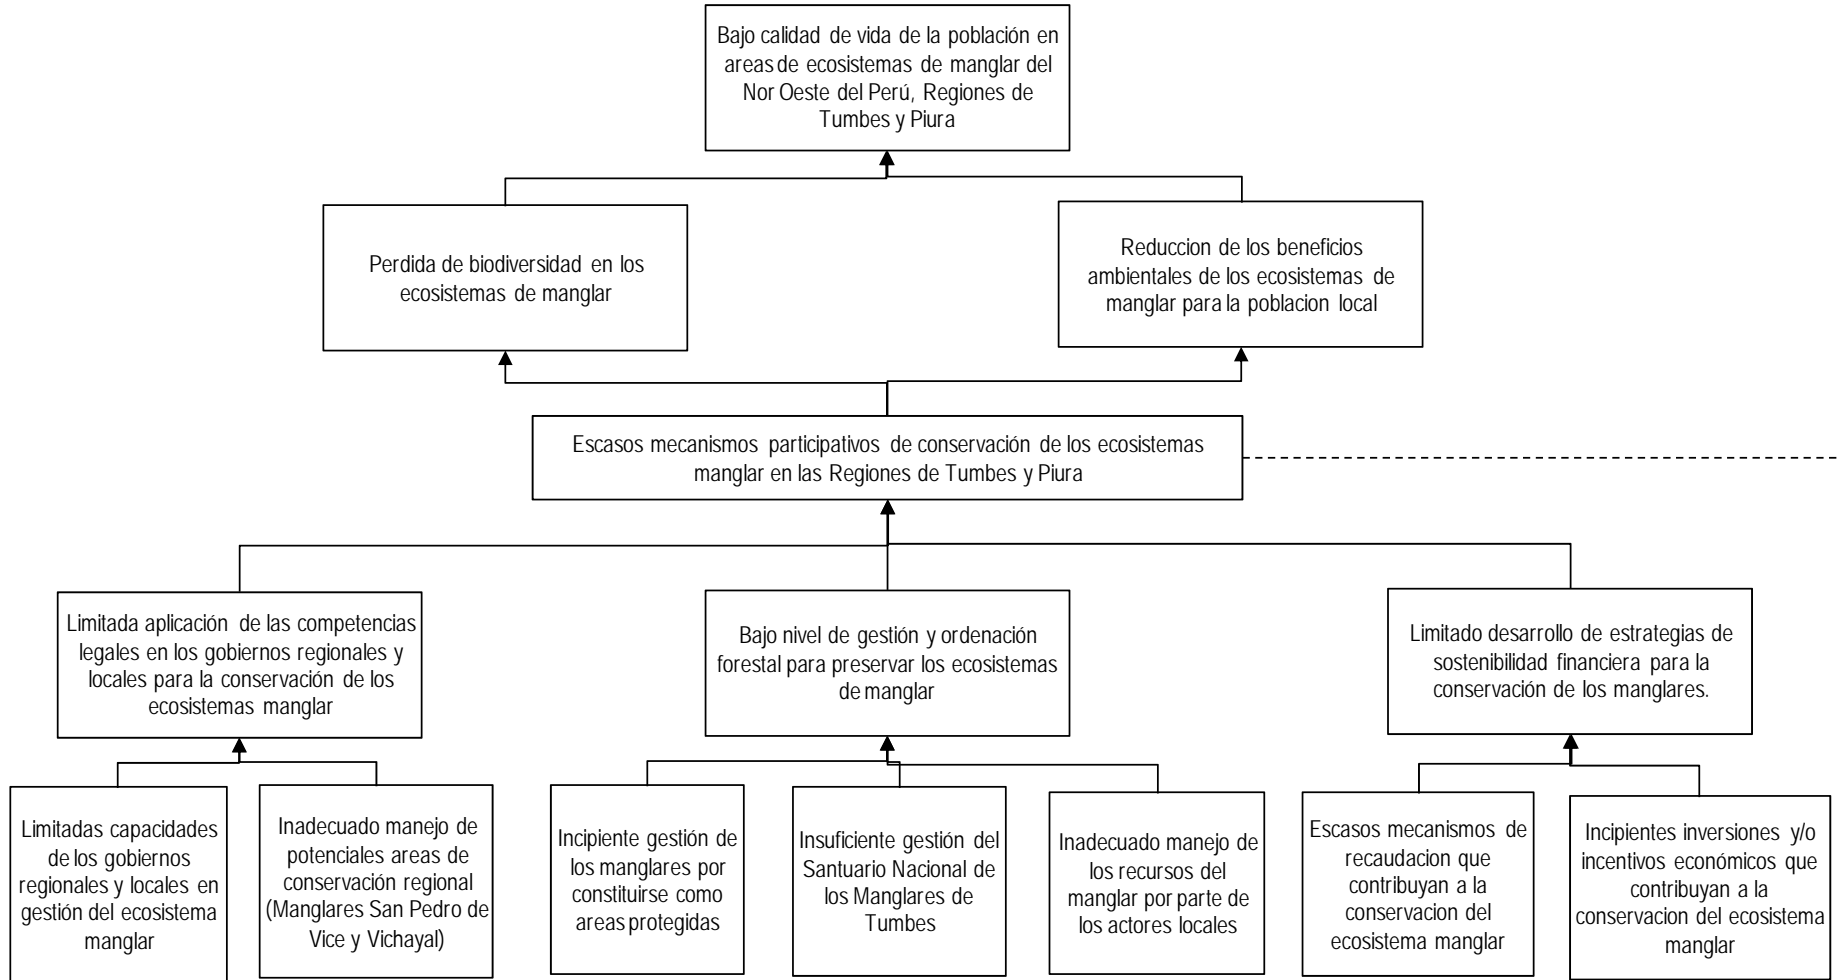 Bajo calidad de vida de la población en
areas de ecosistemas de manglar del
Nor Oeste del Perú, Regiones de
Tumbes y Piura
Perdida de biodiversidad en los
ecosistemas de manglar
Reduccion de los beneficios
ambientales de los ecosistemas de
manglar para la poblacion local
Escasos mecanismos participativos de conservación de los ecosistemas
manglar en las Regiones de Tumbes y Piura
Limitada aplicación de las competencias
legales en los gobiernos regionales y
locales para la conservación de los
ecosistemas manglar
Bajo nivel de gestión y ordenación
forestal para preservar los ecosistemas
de manglar
Limitado desarrollo de estrategias de
sostenibilidad financiera para la
conservación de los manglares.
Limitadas capacidades
de los gobiernos
regionales y locales en
gestión del ecosistema
manglar
Inadecuado manejo de
potenciales areas de
conservación regional
(Manglares San Pedro de
Vice y Vichayal)
Incipiente gestión de
los manglares por
constituirse como
areas protegidas
Insuficiente gestión del
Santuario Nacional de
los Manglares de
Tumbes
Inadecuado manejo de
los recursos del
manglar por parte de
los actores locales
Escasos mecanismos de
recaudacion que
contribuyan a la
conservacion del
ecosistema manglar
Incipientes inversiones y/o
incentivos económicos que
contribuyan a la
conservacion del ecosistema
manglar